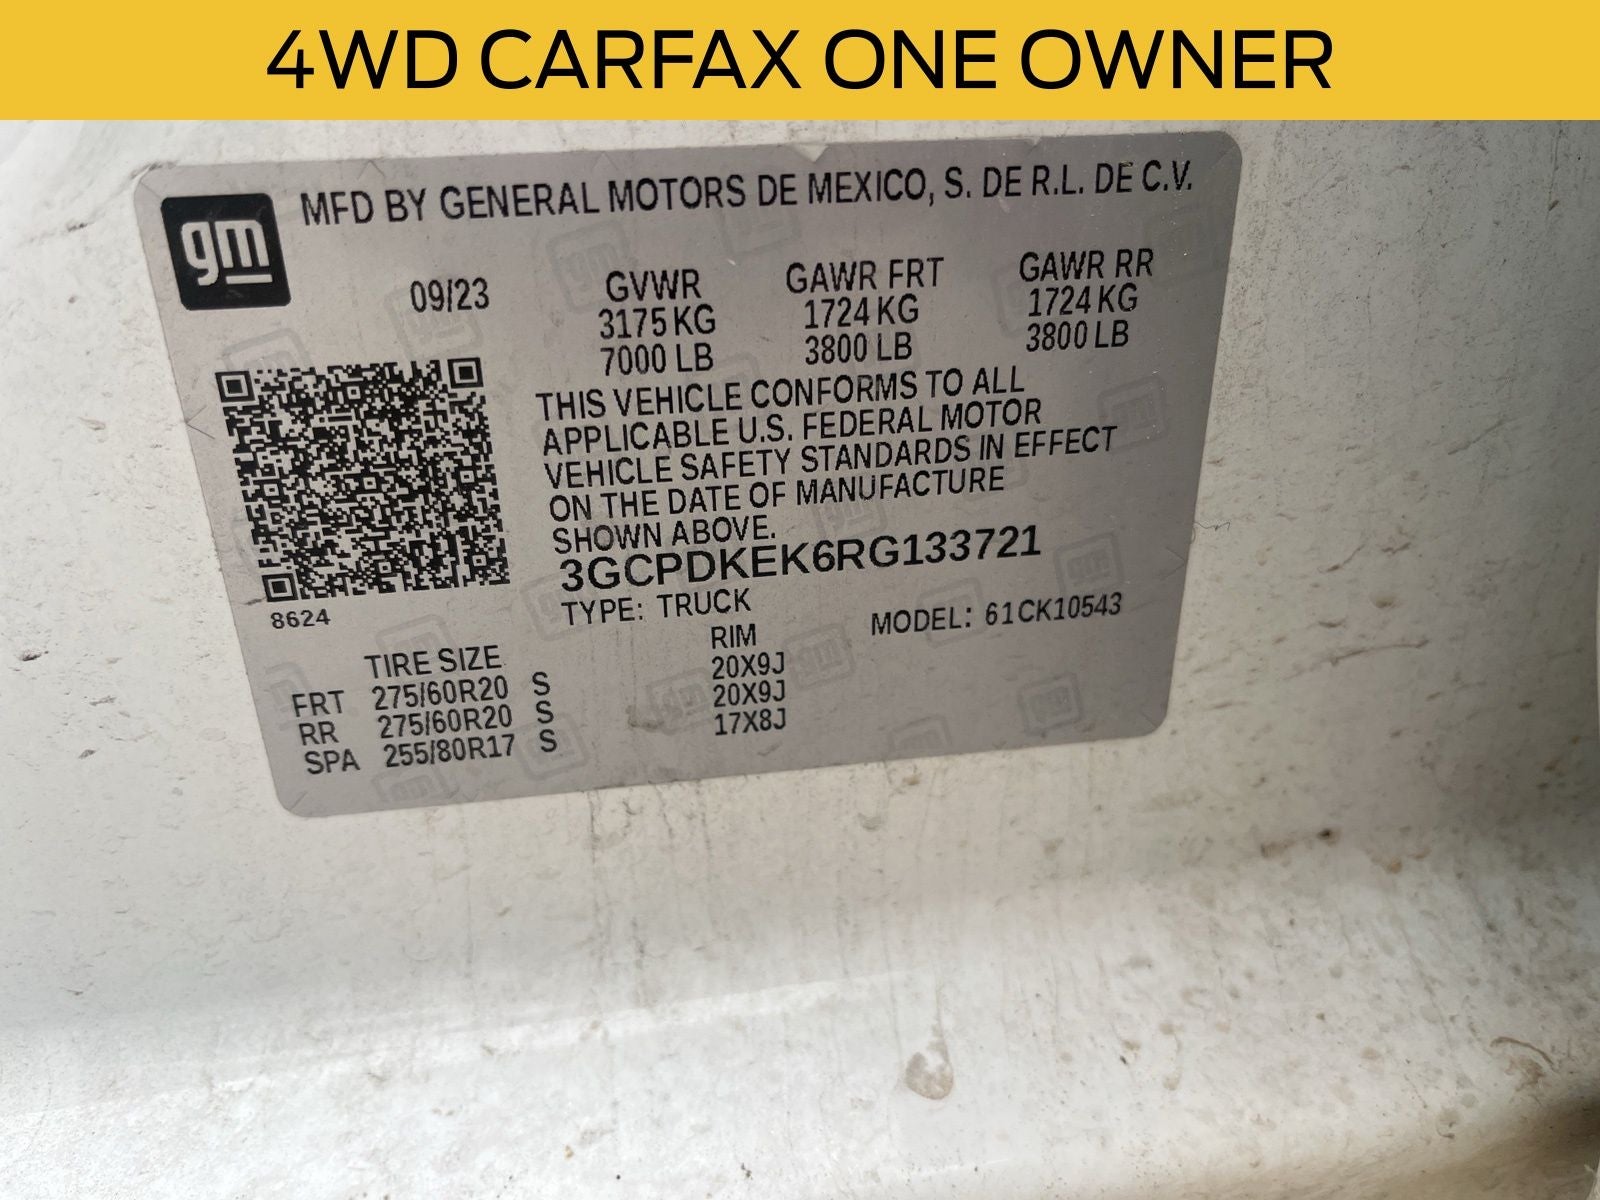 4WD CARFAX ONE OWNER
gm
MFD BY GENERAL MOTORS DE MEXICO, S. DE R.L. DE C.V.
09/23 GVWR GAWR FRT GAWR RR
3175 KG 1724 KG 1724 KG
7000 LB 3800 LB 3800 LB
THIS VEHICLE CONFORMS TO ALL
APPLICABLE U.S. FEDERAL MOTOR
VEHICLE SAFETY STANDARDS IN EFFECT
ON THE DATE OF MANUFACTURE
SHOWN ABOVE.
3GCPDKEK6RG133721
8624
TYPE: TRUCK MODEL: 61CK10543
TIRE SIZE RIM
FRT 275/60R20 S 20X9J
RR 275/60R20 S 20X9J
SPA 255/80R17 S 17X8J